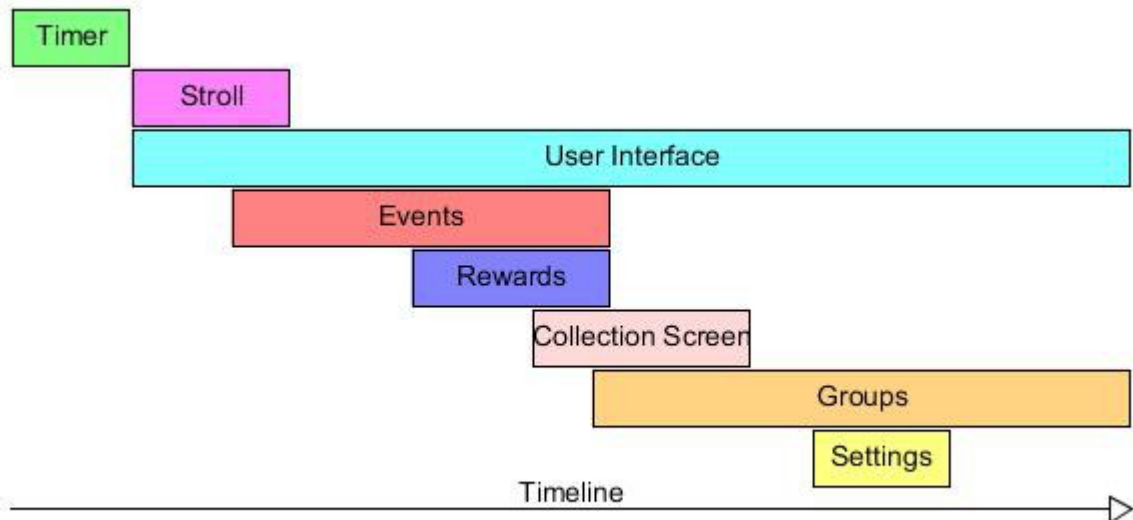 Timer
Stroll
User Interface
Events
Rewards
Collection Screen
Groups
Settings
Timeline